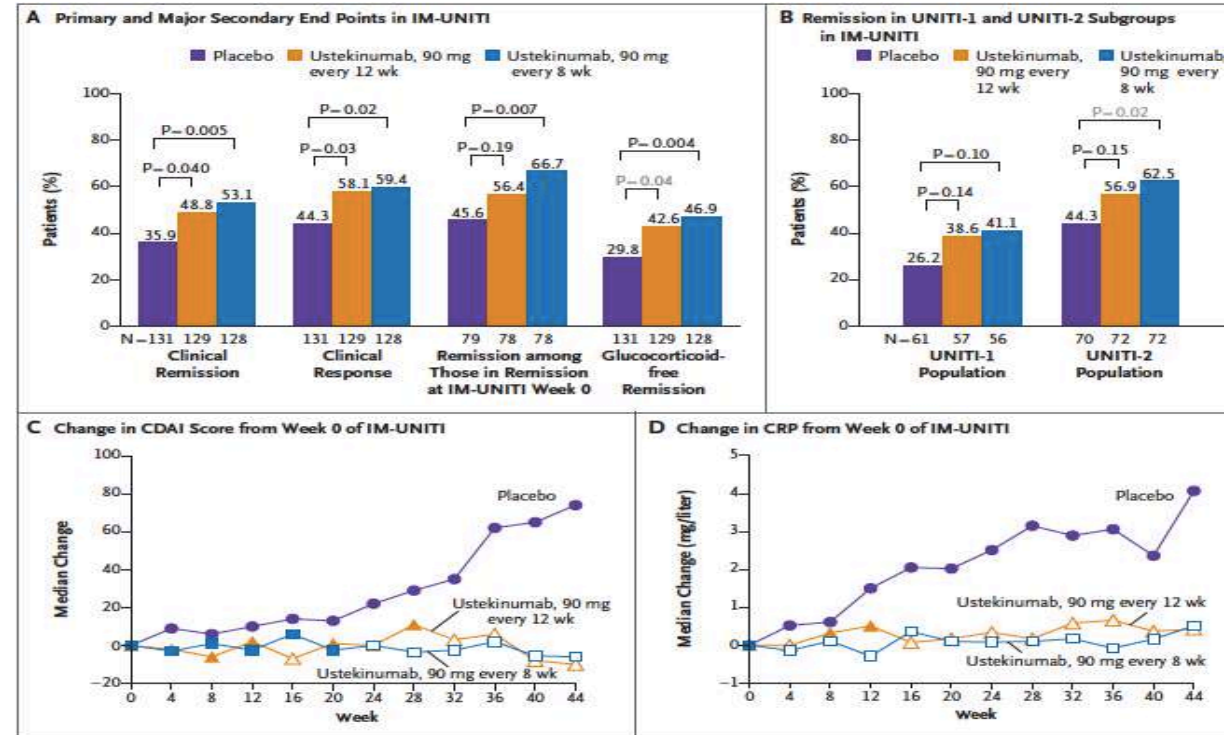 A Primary and Major Secondary End Points in IM-UNITI
Placebo
Ustekinumab, 90 mg
every 12 wk
Ustekinumab, 90 mg
every 8 wk
Patients (%)
100
80
60
40
20
0
P–0.005
P–0.040
35.9
48.8
53.1
P–0.02
P–0.03
44.3
58.1
59.4
P–0.007
P–0.19
45.6
56.4
66.7
P–0.004
P–0.04
29.8
42.6
46.9
N–131 129 128
131 129 128
79 78 78
131 129 128
Clinical
Remission
Clinical
Response
Remission among
Those in Remission
at IM-UNITI Week 0
Glucocorticoid-
free
Remission
B Remission in UNITI-1 and UNITI-2 Subgroups
in IM-UNITI
Placebo
Ustekinumab,
90 mg every
12 wk
Ustekinumab,
90 mg every
8 wk
Patients (%)
100
80
60
40
20
0
P–0.10
P–0.14
26.2
38.6
41.1
P–0.02
P–0.15
44.3
56.9
62.5
N–61 57 56
70 72 72
UNITI-1
Population
UNITI-2
Population
C Change in CDAI Score from Week 0 of IM-UNITI
Median Change
100
80
60
40
20
0
–20
Placebo
Ustekinumab, 90 mg
every 12 wk
Ustekinumab, 90 mg every 8 wk
0 4 8 12 16 20 24 28 32 36 40 44
Week
D Change in CRP from Week 0 of IM-UNITI
Median Change (mg/liter)
5
4
3
2
1
0
–1
Placebo
Ustekinumab, 90 mg every 12 wk
Ustekinumab, 90 mg every 8 wk
0 4 8 12 16 20 24 28 32 36 40 44
Week